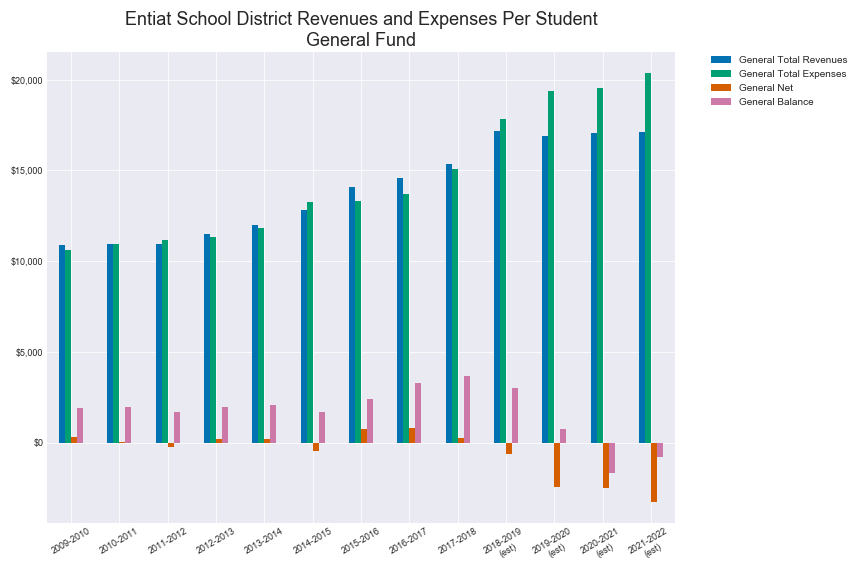 Entiat School District Revenues and Expenses Per Student
General Fund
General Total Revenues
General Total Expenses
General Net
General Balance
$20,000
$15,000
$10,000
$5,000
$0
2009-2010
2010-2011
2011-2012
2012-2013
2013-2014
2014-2015
2015-2016
2016-2017
2017-2018
2018-2019
(est)
2019-2020
(est)
2020-2021
(est)
2021-2022
(est)